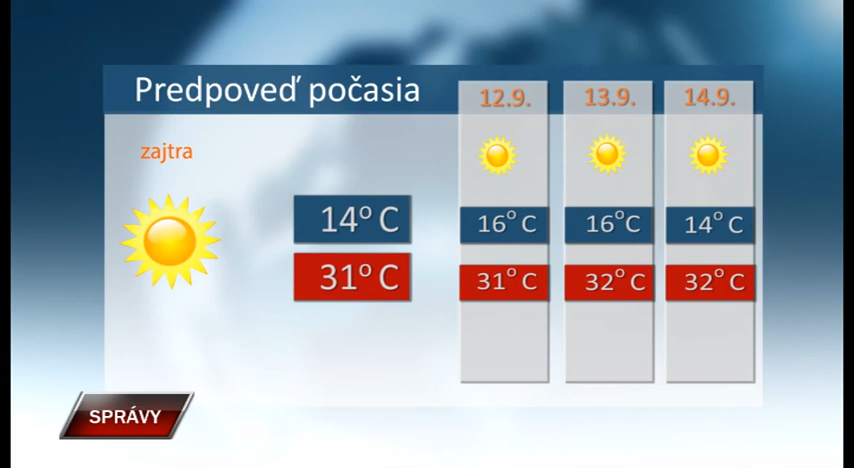 Predpoveď počasia
zajtra
14° C
31° C
12.9.
16° C
31° C
13.9.
16°C
32° C
14.9.
14° C
32° C
SPRÁVY